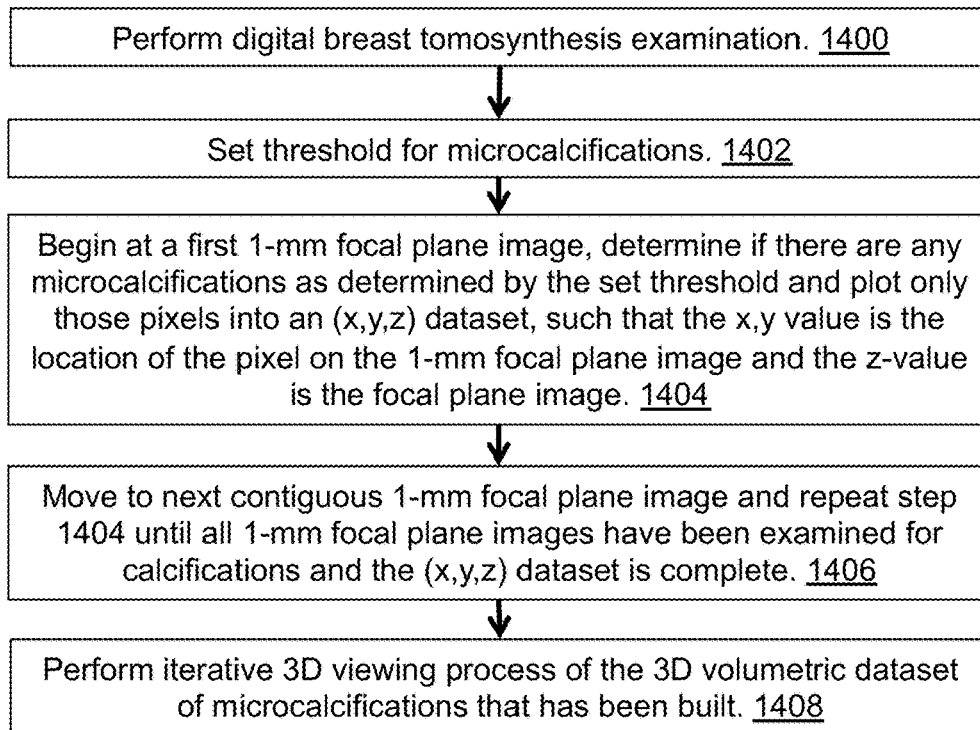 Perform digital breast tomosynthesis examination. 1400
Set threshold for microcalcifications. 1402
Begin at a first 1-mm focal plane image, determine if there are any
microcalcifications as determined by the set threshold and plot only
those pixels into an (x,y,z) dataset, such that the x,y value is the
location of the pixel on the 1-mm focal plane image and the z-value
is the focal plane image. 1404
Move to next contiguous 1-mm focal plane image and repeat step
1404 until all 1-mm focal plane images have been examined for
calcifications and the (x,y,z) dataset is complete. 1406
Perform iterative 3D viewing process of the 3D volumetric dataset
of microcalcifications that has been built. 1408